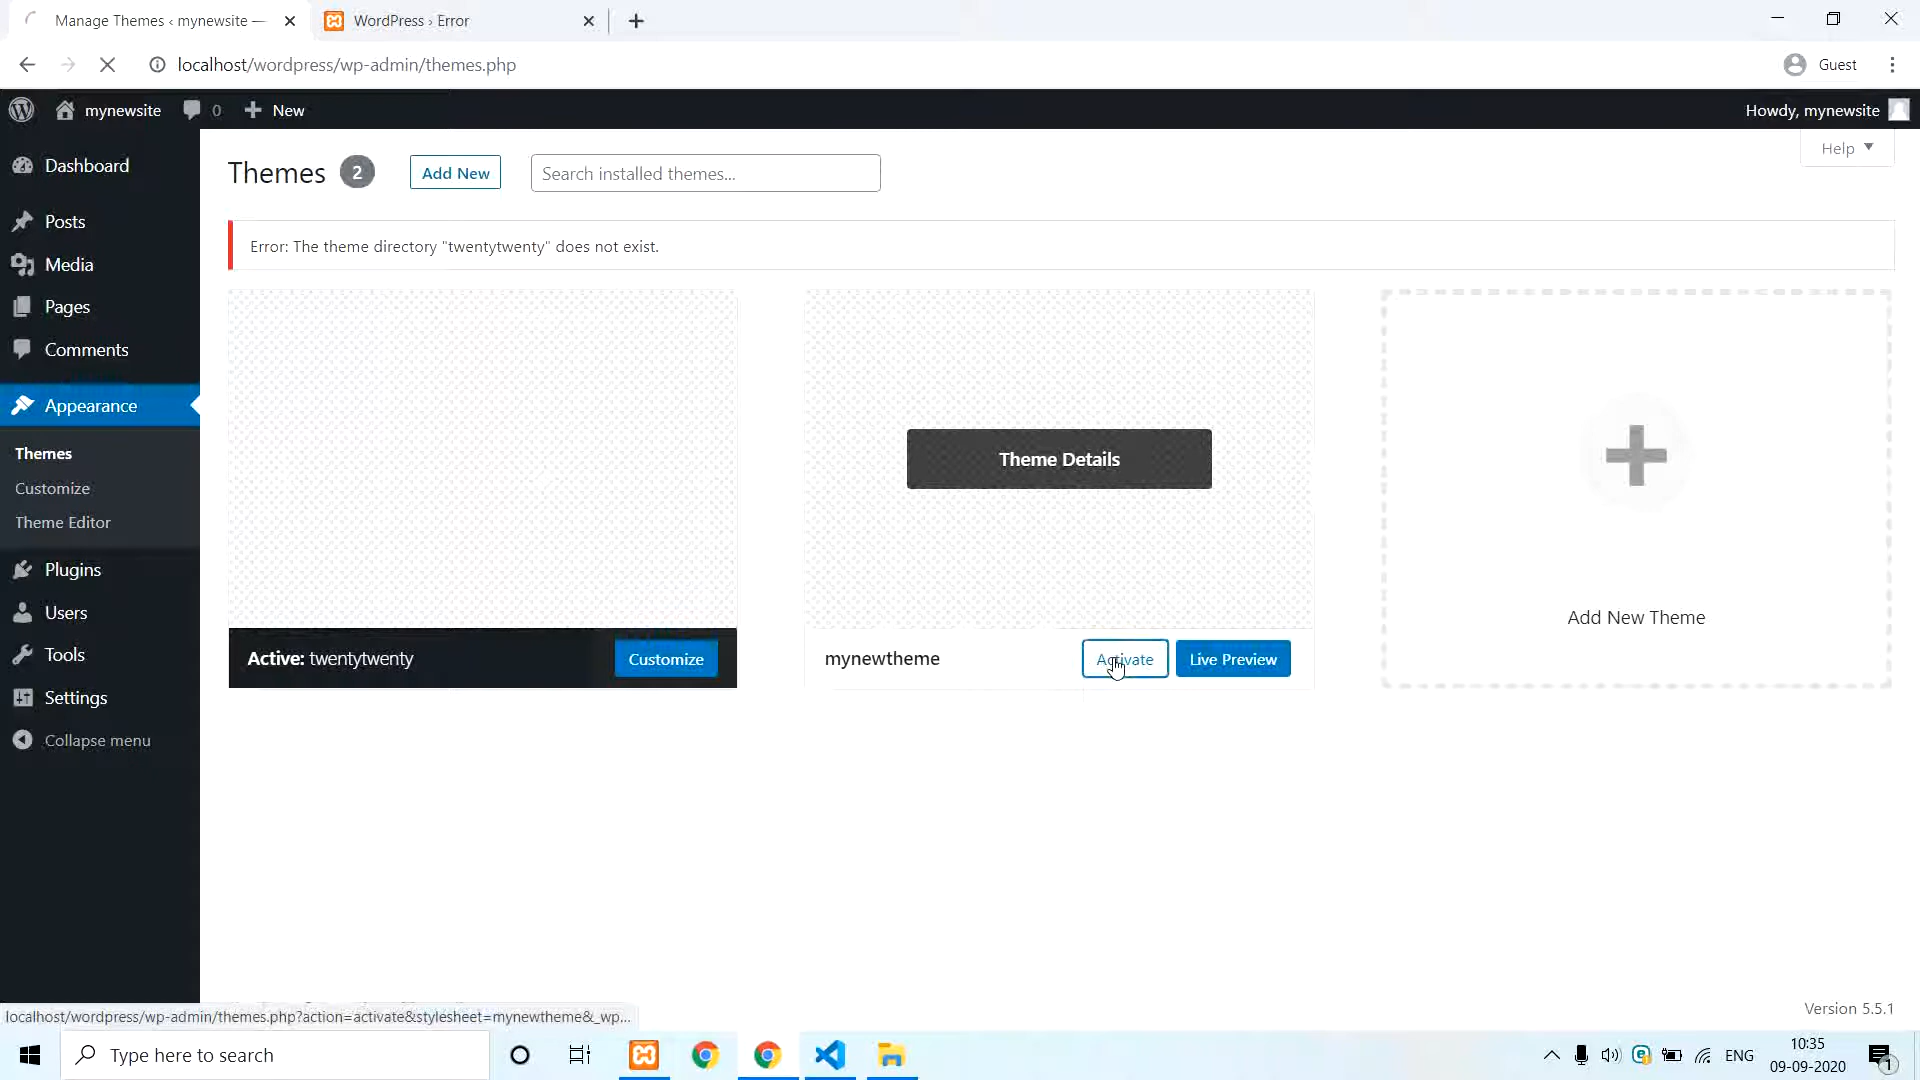 Manage Themes ‹ mynewsite —
WordPress › Error
localhost/wordpress/wp-admin/themes.php
Guest
mynewsite
0
New
Howdy, mynewsite
Dashboard
Posts
Media
Pages
Comments
Appearance
Themes
Customize
Theme Editor
Plugins
Users
Tools
Settings
Collapse menu
Themes 2
Add New
Search installed themes...
Help
Error: The theme directory "twentytwenty" does not exist.
Active: twentytwenty
Customize
Theme Details
mynewtheme
Activate
Live Preview
Add New Theme
Version 5.5.1
localhost/wordpress/wp-admin/themes.php?action=activate&stylesheet=mynewtheme&_wp...
Type here to search
ENG
10:35
09-09-2020
1